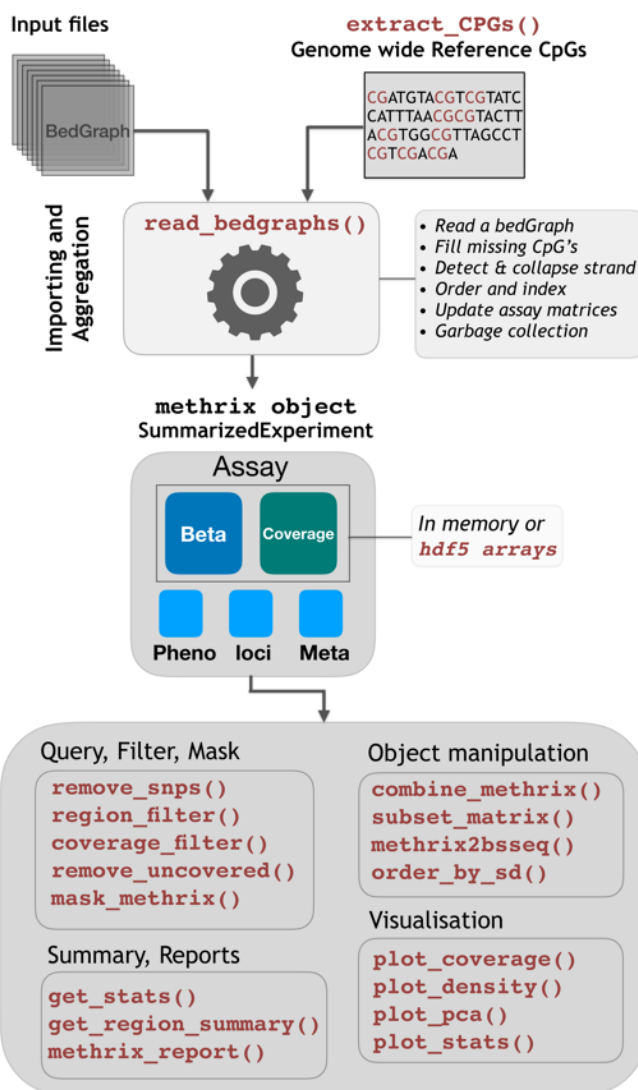 Input files
extract_CPGs()
Genome wide Reference CpGs
BedGraph
CGATGTACGTCGTATC
CATTTAACGCGTACTT
ACGTGGCGTTAGCCT
CGTCGACGA
Importing and
Aggregation
read_bedgraphs()
• Read a bedGraph
• Fill missing CpG's
• Detect & collapse strand
• Order and index
• Update assay matrices
• Garbage collection
methrix object
SummarizedExperiment
Assay
Beta
Coverage
In memory or
hdf5 arrays
Pheno
loci
Meta
Query, Filter, Mask
remove_snps()
region_filter()
coverage_filter()
remove_uncovered()
mask_methrix()
Object manipulation
combine_methrix()
subset_matrix()
methrix2bsseq()
order_by_sd()
Summary, Reports
get_stats()
get_region_summary()
methrix_report()
Visualisation
plot_coverage()
plot_density()
plot_pca()
plot_stats()